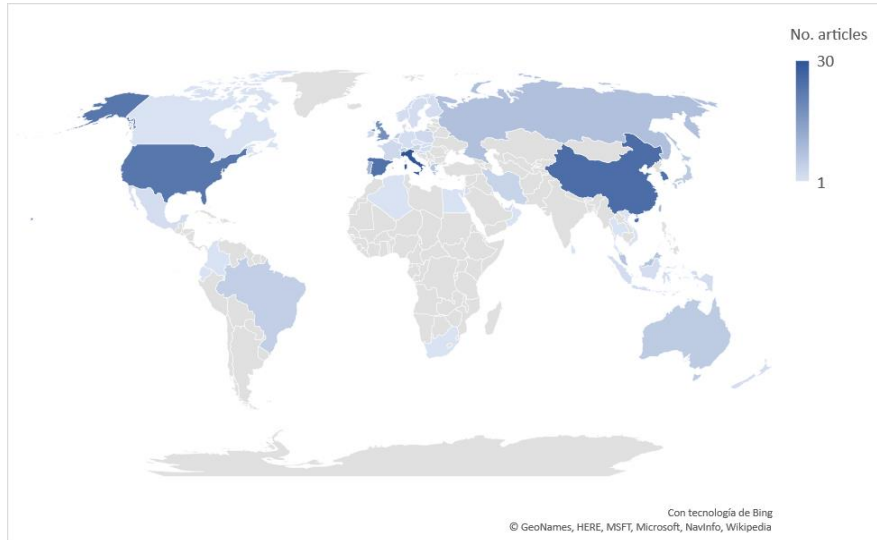 No. articles
30
1
Con tecnología de Bing
© GeoNames, HERE, MSFT, Microsoft, NavInfo, Wikipedia